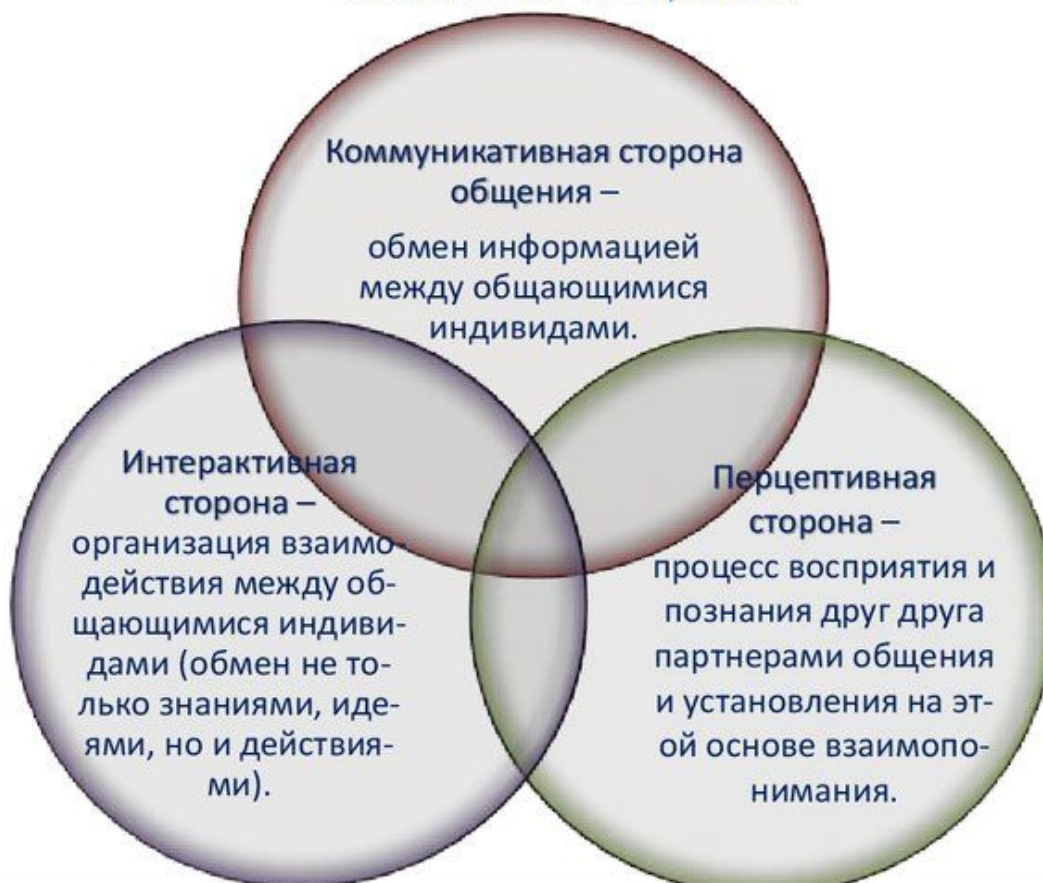 Коммуникативная сторона
общения –
обмен информацией
между общающимися
индивидами.
Интерактивная
сторона –
организация взаимо-
действия между об-
щающимися индиви-
дами (обмен не то-
лько знаниями, иде-
ями, но и действия-
ми).
Перцептивная
сторона –
процесс восприятия и
познания друг друга
партнерами общения
и установления на эт-
ой основе взаимопо-
нимания.